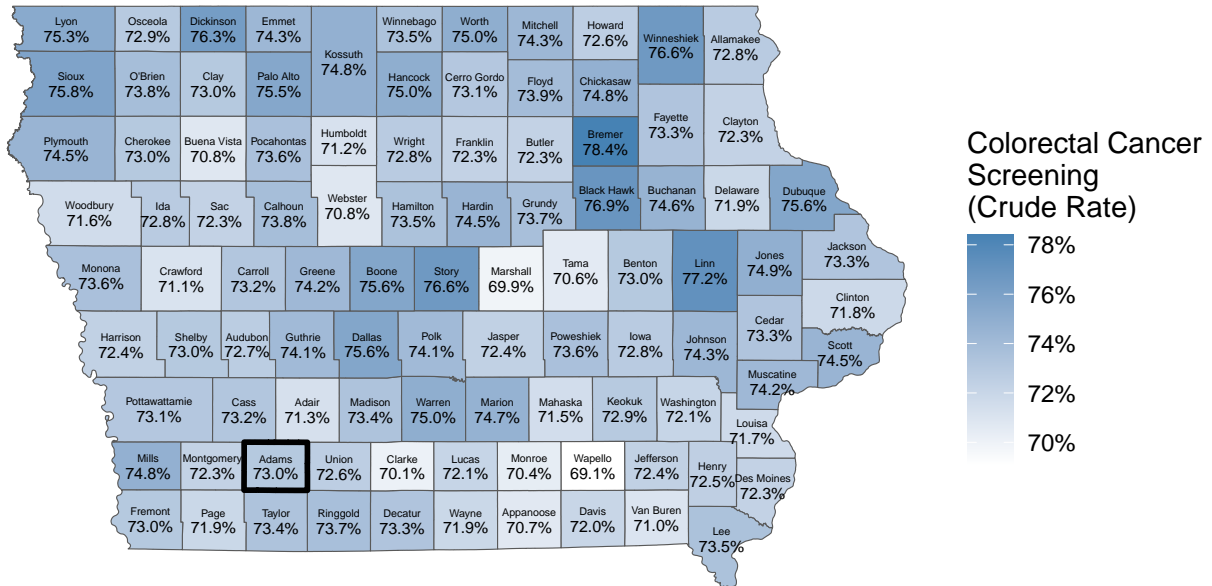 Lyon
75.3%
Osceola
72.9%
Dickinson
76.3%
Emmet
74.3%
Kossuth
74.8%
Winnebago
73.5%
Worth
75.0%
Mitchell
74.3%
Howard
72.6%
Winneshiek
76.6%
Allamakee
72.8%
Sioux
75.8%
O'Brien
73.8%
Clay
73.0%
Palo Alto
75.5%
Hancock
75.0%
Cerro Gordo
73.1%
Floyd
73.9%
Chickasaw
74.8%
Fayette
73.3%
Clayton
72.3%
Plymouth
74.5%
Cherokee
73.0%
Buena Vista
70.8%
Pocahontas
73.6%
Humboldt
71.2%
Wright
72.8%
Franklin
72.3%
Butler
72.3%
Bremer
78.4%
Woodbury
71.6%
Ida
72.8%
Sac
72.3%
Calhoun
73.8%
Webster
70.8%
Hamilton
73.5%
Hardin
74.5%
Grundy
73.7%
Black Hawk
76.9%
Buchanan
74.6%
Delaware
71.9%
Dubuque
75.6%
Monona
73.6%
Crawford
71.1%
Carroll
73.2%
Greene
74.2%
Boone
75.6%
Story
76.6%
Marshall
69.9%
Tama
70.6%
Benton
73.0%
Linn
77.2%
Jones
74.9%
Jackson
73.3%
Clinton
71.8%
Harrison
72.4%
Shelby
73.0%
Audubon
72.7%
Guthrie
74.1%
Dallas
75.6%
Polk
74.1%
Jasper
72.4%
Poweshiek
73.6%
Iowa
72.8%
Johnson
74.3%
Cedar
73.3%
Scott
74.5%
Muscatine
74.2%
Pottawattamie
73.1%
Cass
73.2%
Adair
71.3%
Madison
73.4%
Warren
75.0%
Marion
74.7%
Mahaska
71.5%
Keokuk
72.9%
Washington
72.1%
Louisa
71.7%
Mills
74.8%
Montgomery
72.3%
Adams
73.0%
Union
72.6%
Clarke
70.1%
Lucas
72.1%
Monroe
70.4%
Wapello
69.1%
Jefferson
72.4%
Henry
72.5%
Des Moines
72.3%
Fremont
73.0%
Page
71.9%
Taylor
73.4%
Ringgold
73.7%
Decatur
73.3%
Wayne
71.9%
Appanoose
70.7%
Davis
72.0%
Van Buren
71.0%
Lee
73.5%
Colorectal Cancer
Screening
(Crude Rate)
78%
76%
74%
72%
70%